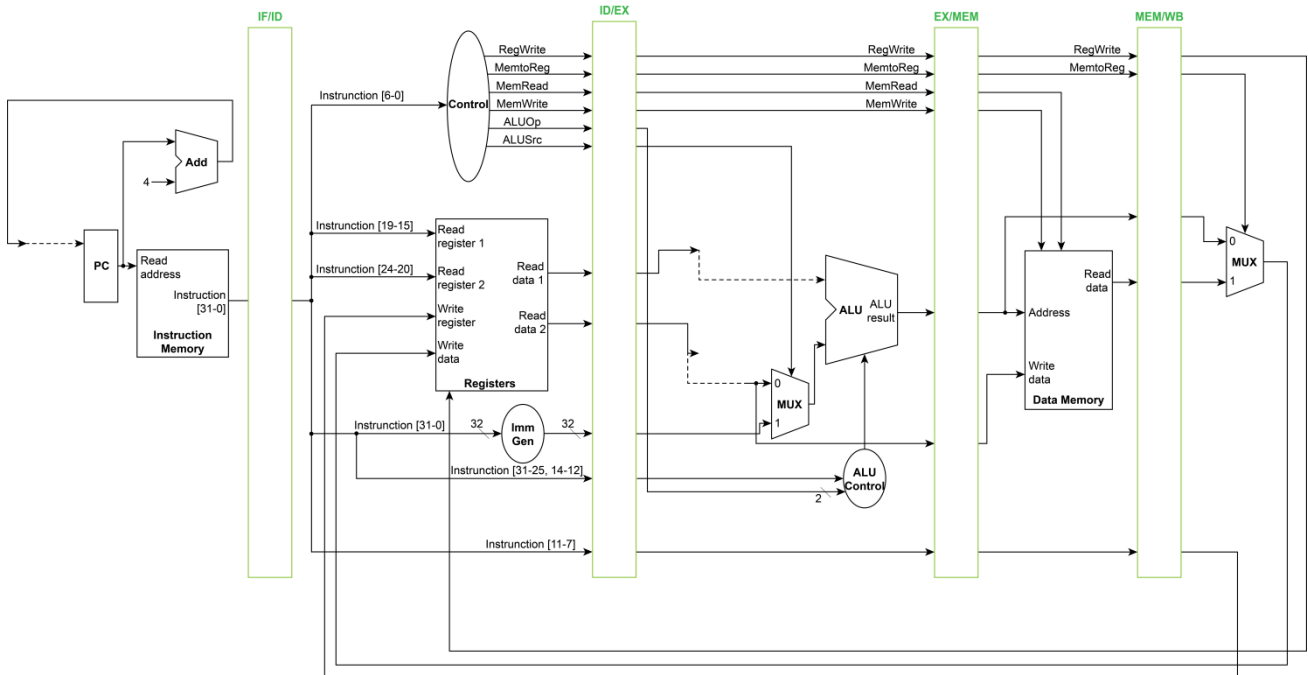 IF/ID
ID/EX
EX/MEM
MEM/WB
RegWrite
MemtoReg
MemRead
MemWrite
ALUOp
ALUSrc
RegWrite
MemtoReg
MemRead
MemWrite
RegWrite
MemtoReg
Instrunction [6-0]
Control
Add
4
PC
Read
address
Instruction
[31-0]
Instruction
Memory
Instrunction [19-15]
Instrunction [24-20]
Read
register 1
Read
register 2
Write
register
Write
data
Read
data 1
Read
data 2
Registers
Instrunction [31-0]
32
Imm
Gen
32
Instrunction [31-25, 14-12]
Instrunction [11-7]
0
MUX
1
ALU
ALU
result
ALU
Control
2
Address
Write
data
Read
data
Data Memory
0
MUX
1